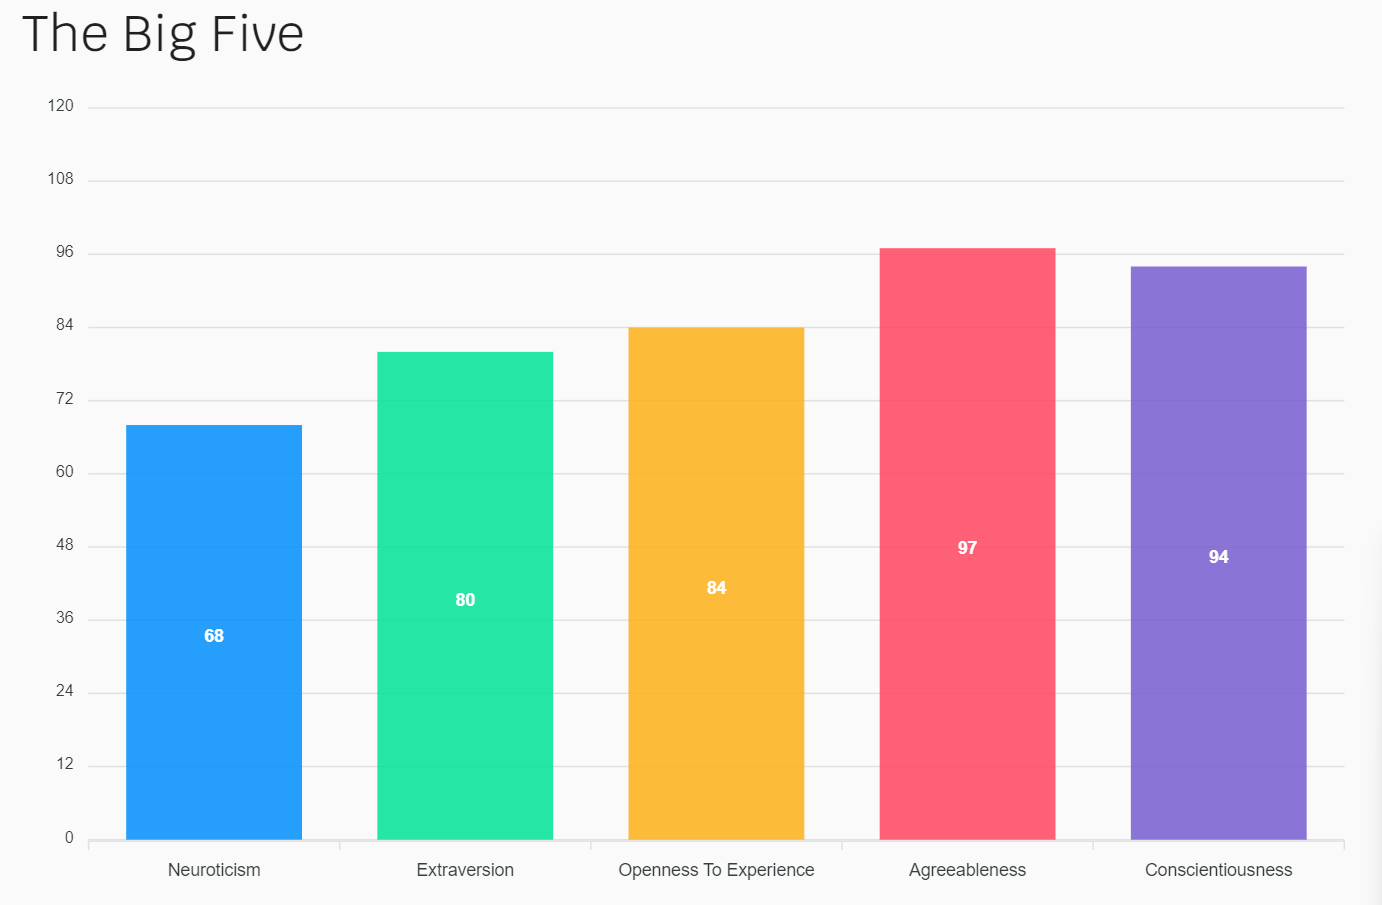 The Big Five
120
108
96
84
72
60
48
36
24
12
0
68
80
84
97
94
Neuroticism
Extraversion
Openness To Experience
Agreeableness
Conscientiousness